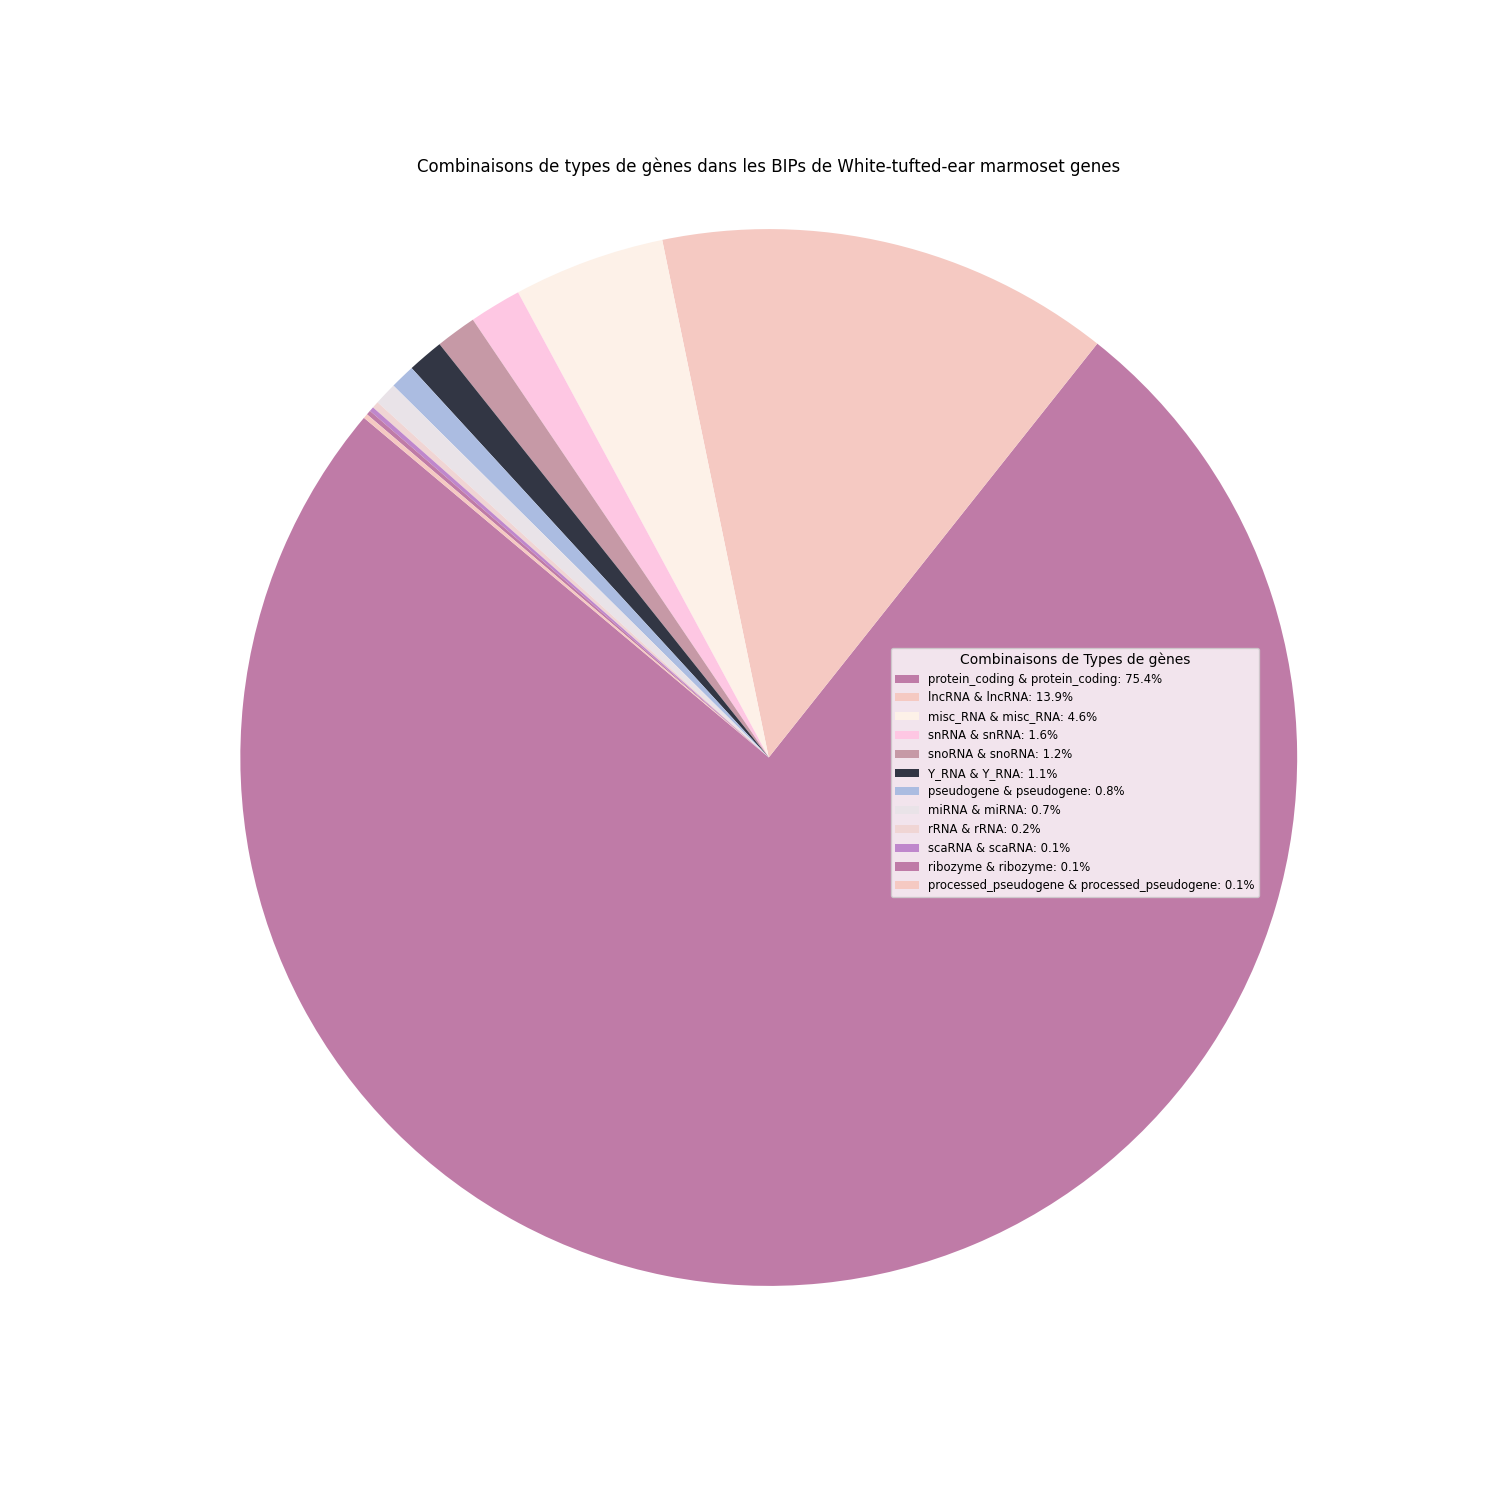 Combinaisons de types de gènes dans les BIPs de White-tufted-ear marmoset genes
Combinaisons de Types de gènes
protein_coding & protein_coding: 75.4%
lncRNA & lncRNA: 13.9%
misc_RNA & misc_RNA: 4.6%
snRNA & snRNA: 1.6%
snoRNA & snoRNA: 1.2%
Y_RNA & Y_RNA: 1.1%
pseudogene & pseudogene: 0.8%
miRNA & miRNA: 0.7%
rRNA & rRNA: 0.2%
scaRNA & scaRNA: 0.1%
ribozyme & ribozyme: 0.1%
processed_pseudogene & processed_pseudogene: 0.1%